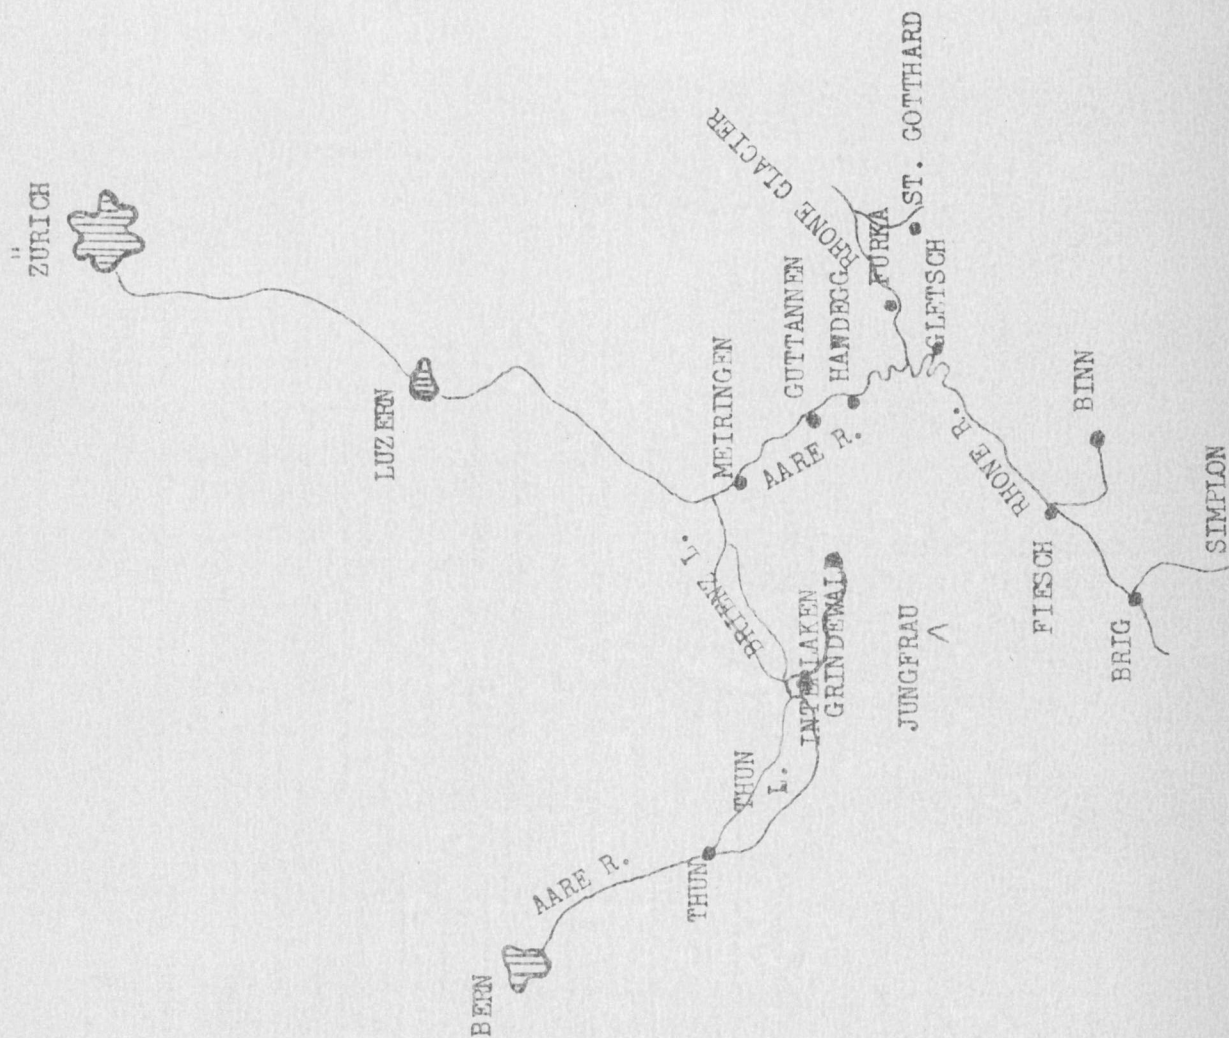 ZÜRICH
LUZERN
BERN
AARE R.
BRIENZ L.
THUN
MEIRINGEN
THUN
L.
RHONE GLACIER
GUTTANNEN
AARE R.
INTERLAKEN
HANDEGG
GRINDEWALD
FURKA
ST. GOTTHARD
JUNGFRAU
GLETSCH
RHONE R.
FIESCH
BINN
BRIG
SIMPLON